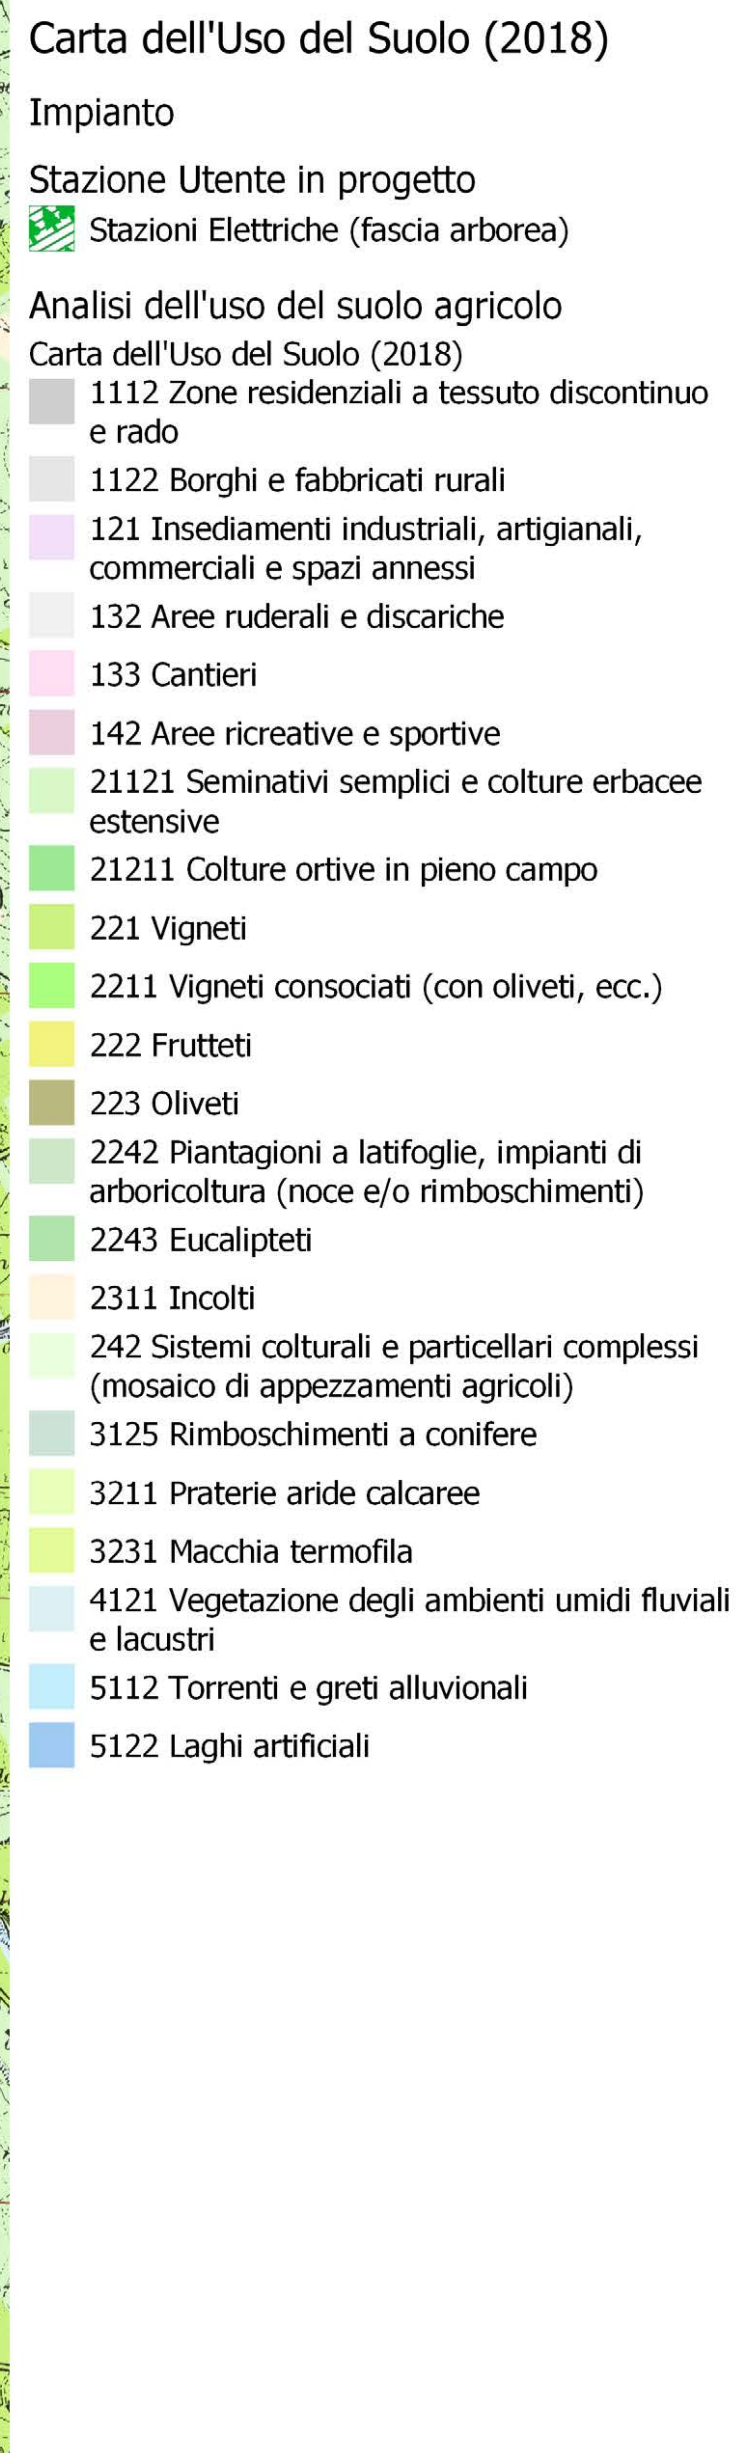 Carta dell'Uso del Suolo (2018)
Impianto
Stazione Utente in progetto
Stazioni Elettriche (fascia arborea)
Analisi dell'uso del suolo agricolo
Carta dell'Uso del Suolo (2018)
1112 Zone residenziali a tessuto discontinuo
e rado
1122 Borghi e fabbricati rurali
121 Insediamenti industriali, artigianali,
commerciali e spazi annessi
132 Aree ruderali e discariche
133 Cantieri
142 Aree ricreative e sportive
21121 Seminativi semplici e colture erbacee
estensive
21211 Colture ortive in pieno campo
221 Vigneti
2211 Vigneti consociati (con oliveti, ecc.)
222 Frutteti
223 Oliveti
2242 Piantagioni a latifoglie, impianti di
arboricoltura (noce e/o rimboschimenti)
2243 Eucalipteti
2311 Incolti
242 Sistemi colturali e particellari complessi
(mosaico di appezzamenti agricoli)
3125 Rimboschimenti a conifere
3211 Praterie aride calcaree
3231 Macchia termofila
4121 Vegetazione degli ambienti umidi fluviali
e lacustri
5112 Torrenti e greti alluvionali
5122 Laghi artificiali